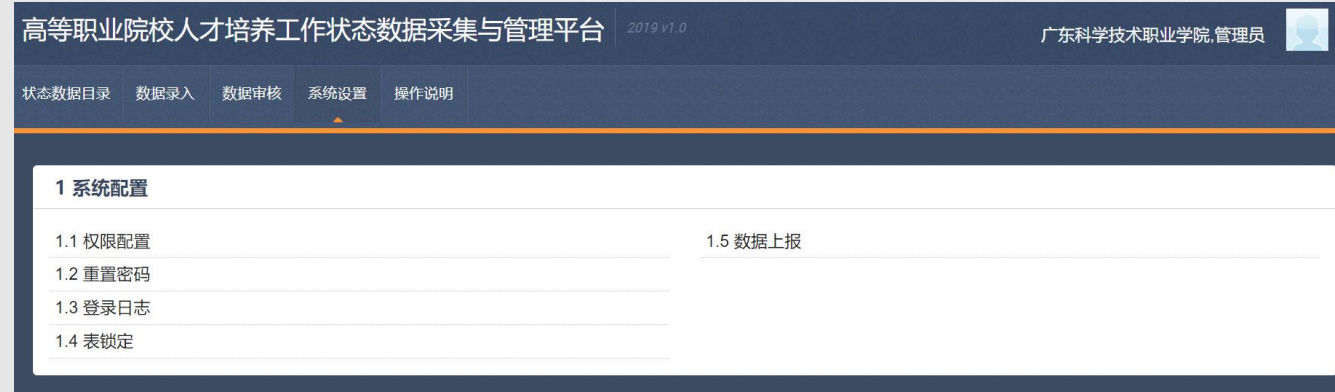 高等职业院校人才培养工作状态数据采集与管理平台 2019 v1.0
广东科学技术职业学院,管理员
状态数据目录 数据录入 数据审核 系统设置 操作说明
1 系统配置
1.1 权限配置
1.5 数据上报
1.2 重置密码
1.3 登录日志
1.4 表锁定